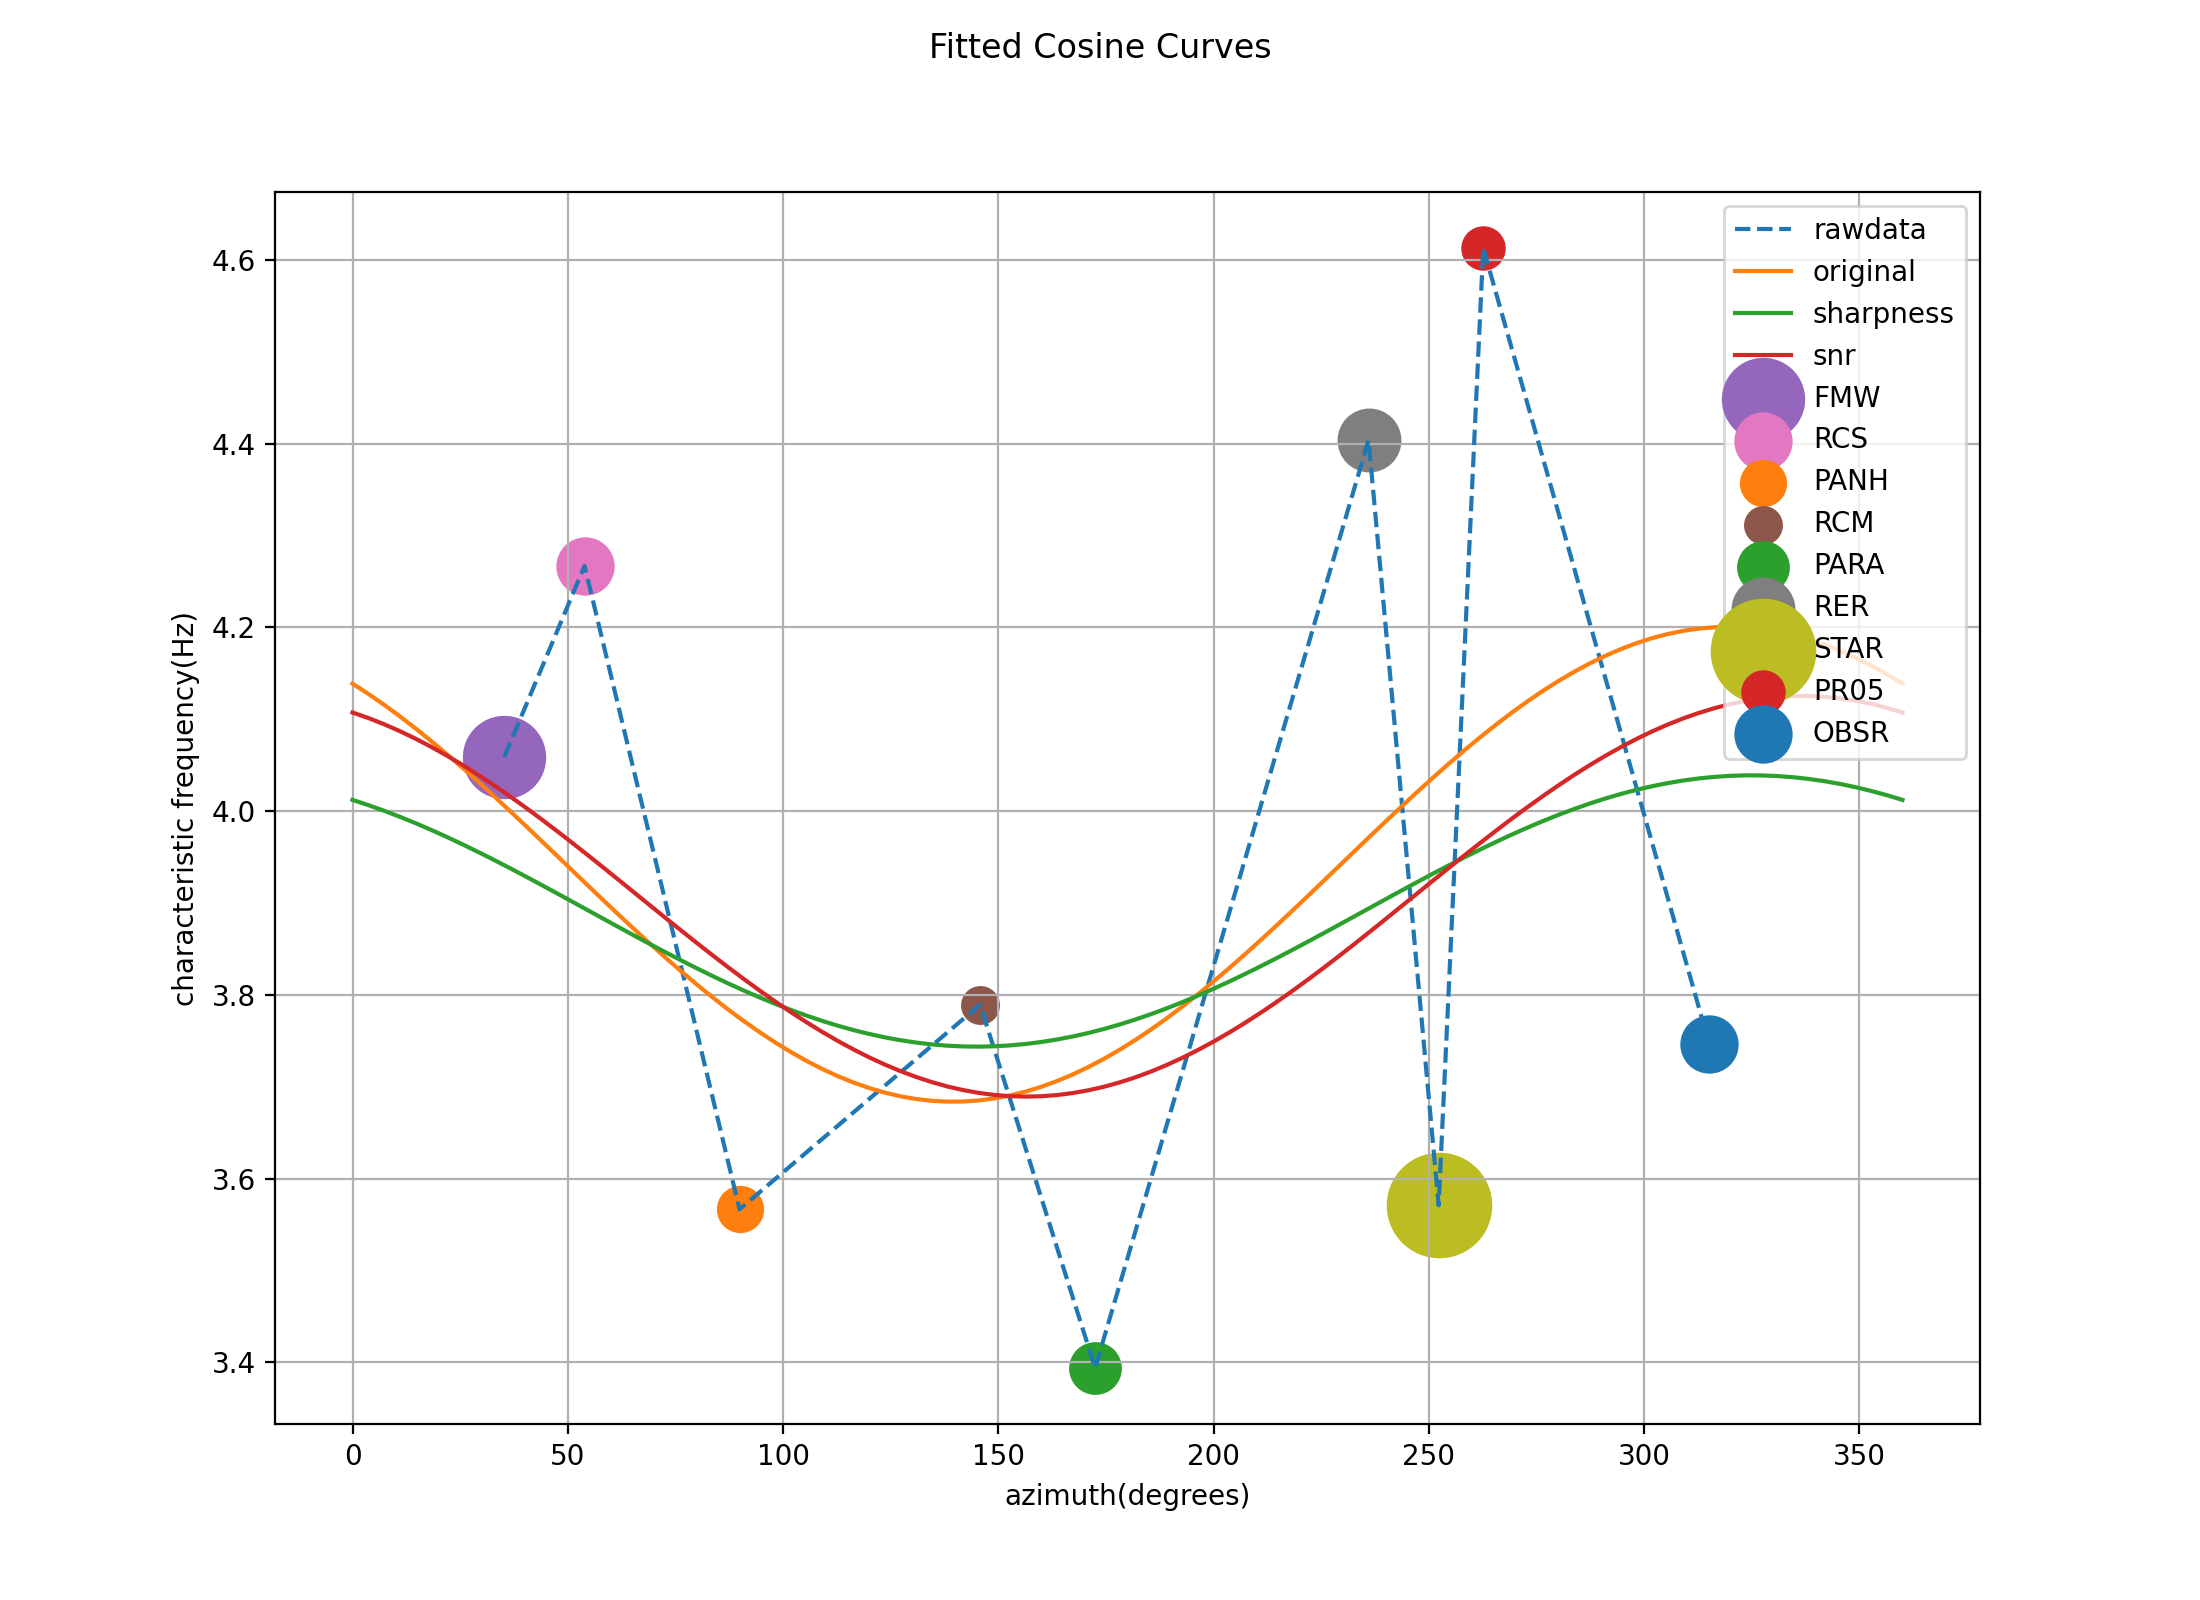 Fitted Cosine Curves
4.6
4.4
4.2
4.0
3.8
3.6
3.4
characteristic frequency(Hz)
0 50 100 150 200 250 300 350
azimuth(degrees)
rawdata
original
sharpness
snr
FMW
RCS
PANH
RCM
PARA
RER
STAR
PR05
OBSR